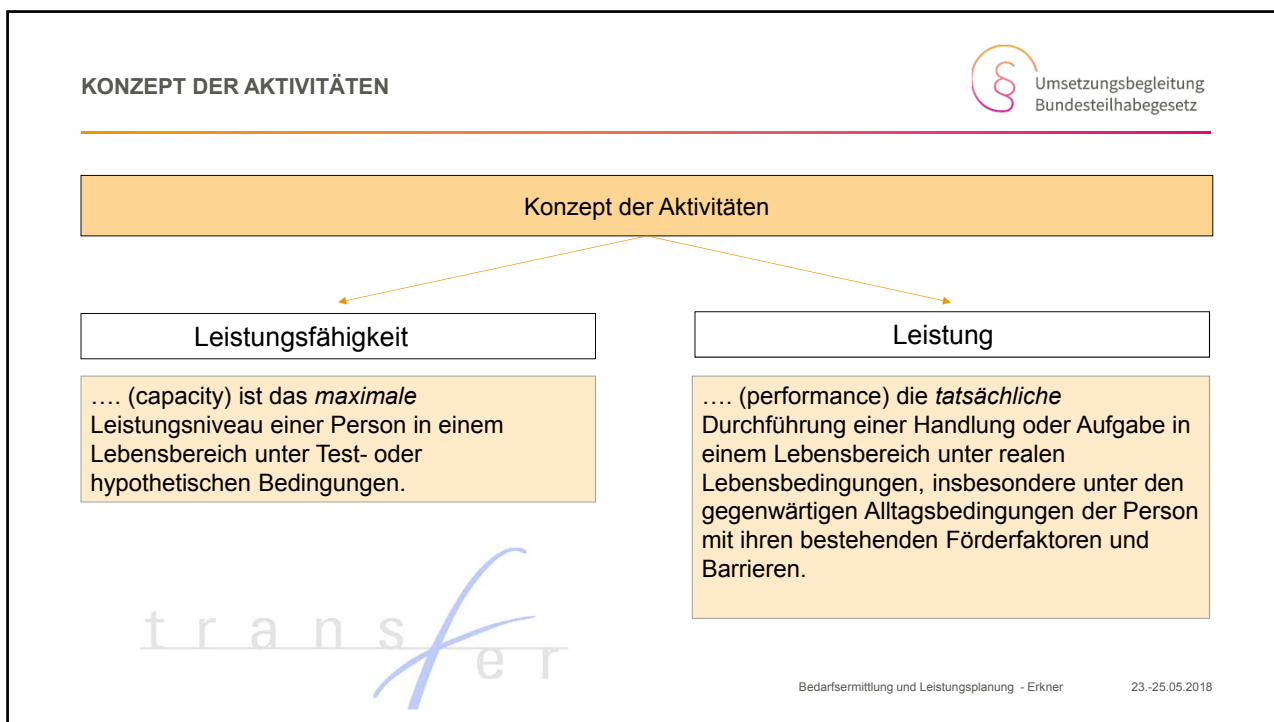 KONZEPT DER AKTIVITÄTEN
Umsetzungsbegleitung
Bundesteilhabegesetz
Konzept der Aktivitäten
Leistungsfähigkeit
Leistung
…. (capacity) ist das maximale
Leistungsniveau einer Person in einem
Lebensbereich unter Test- oder
hypothetischen Bedingungen.
…. (performance) die tatsächliche
Durchführung einer Handlung oder Aufgabe in
einem Lebensbereich unter realen
Lebensbedingungen, insbesondere unter den
gegenwärtigen Alltagsbedingungen der Person
mit ihren bestehenden Förderfaktoren und
Barrieren.
transfer
Bedarfsermittlung und Leistungsplanung - Erkner 23.-25.05.2018